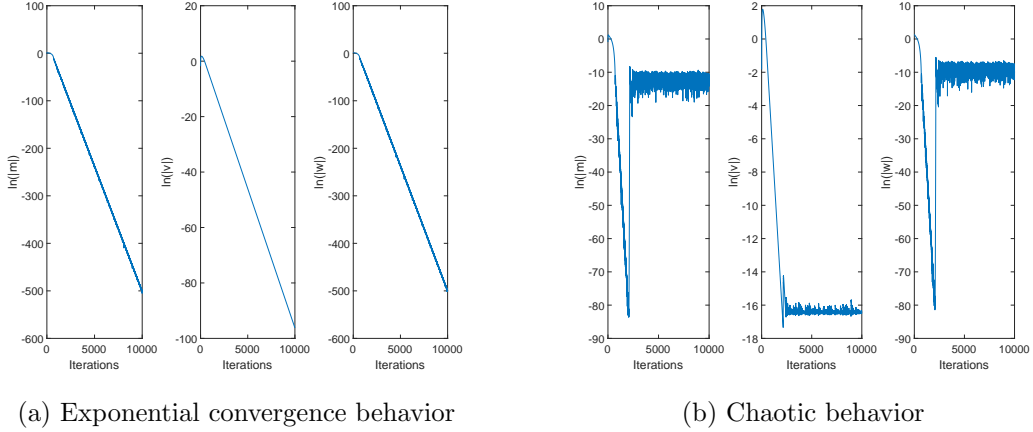 100
0
-100
-200
-300
-400
-500
-600
ln(|m|)
0 5000 10000
Iterations
20
0
-20
-40
-60
-80
-100
ln(|v|)
0 5000 10000
Iterations
100
0
-100
-200
-300
-400
-500
-600
ln(|w|)
0 5000 10000
Iterations
(a) Exponential convergence behavior
10
0
-10
-20
-30
-40
-50
-60
-70
-80
-90
ln(|m|)
0 5000 10000
Iterations
2
0
-2
-4
-6
-8
-10
-12
-14
-16
-18
ln(|v|)
0 5000 10000
Iterations
10
0
-10
-20
-30
-40
-50
-60
-70
-80
-90
ln(|w|)
0 5000 10000
Iterations
(b) Chaotic behavior